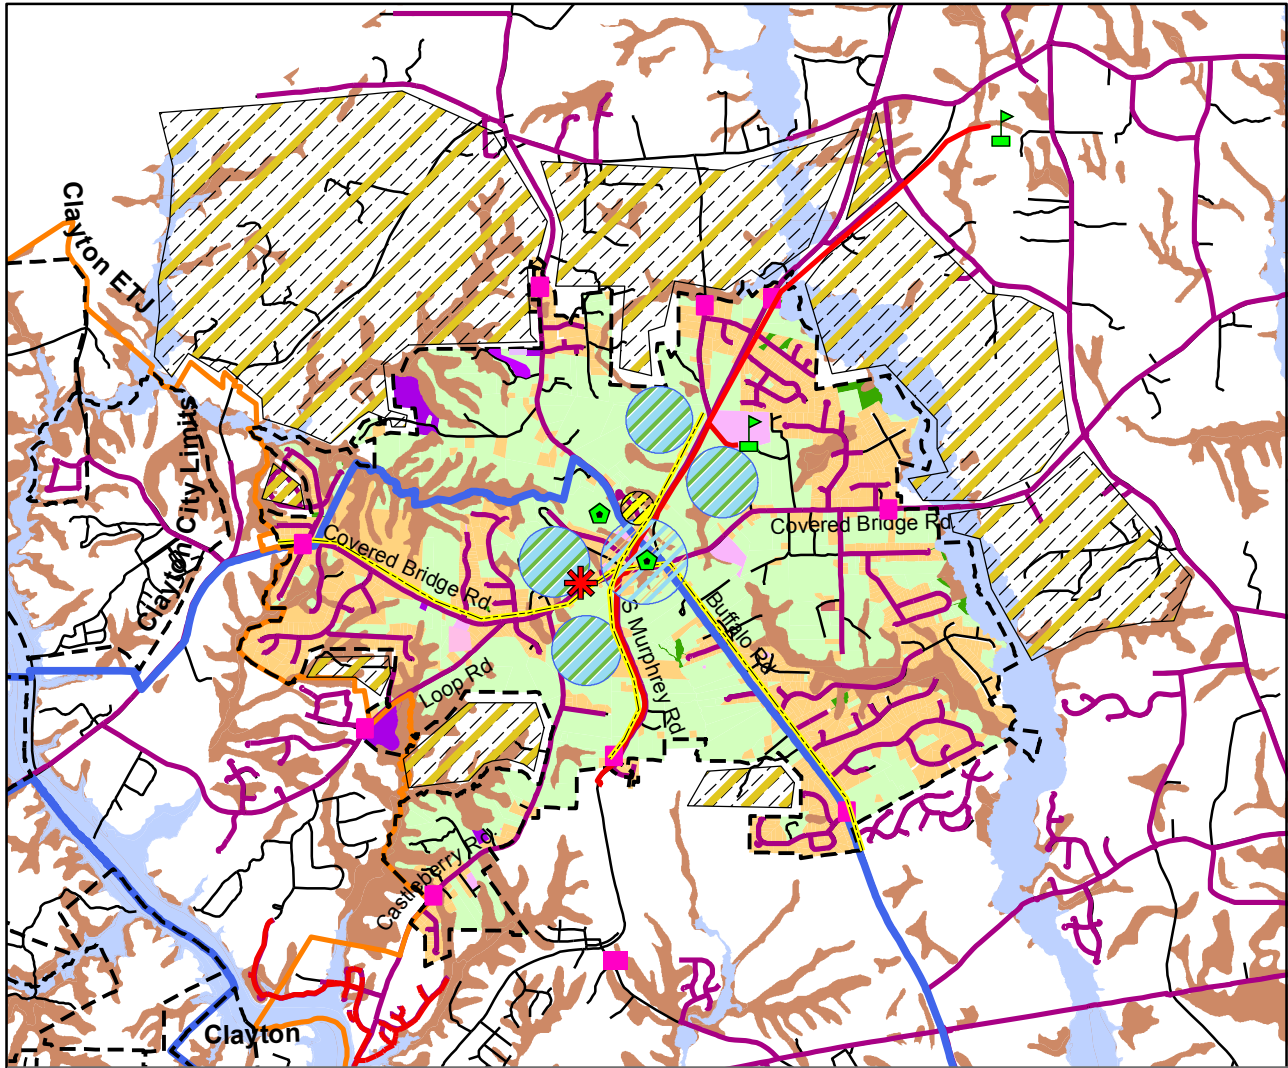 Clayton ETJ
City Limits
Clayton
Covered Bridge Rd.
Covered Bridge Rd.
Buffalo Rd.
S Murphrey Rd
Loop Rd
Castleberry Rd.
Clayton